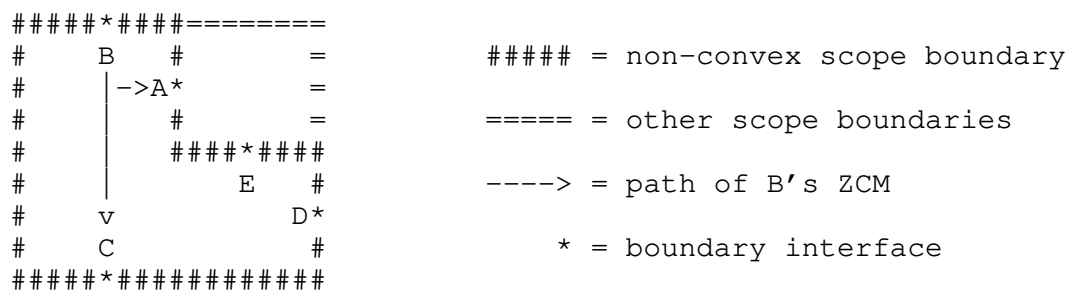 #####*####========
#    B   #       =         ##### = non-convex scope boundary
#    |->A*       =
#    |   #       =         ===== = other scope boundaries
#    |   ####*####
#    |       E   #         ----> = path of B's ZCM
#    v          D*
#    C           #             * = boundary interface
#####*############